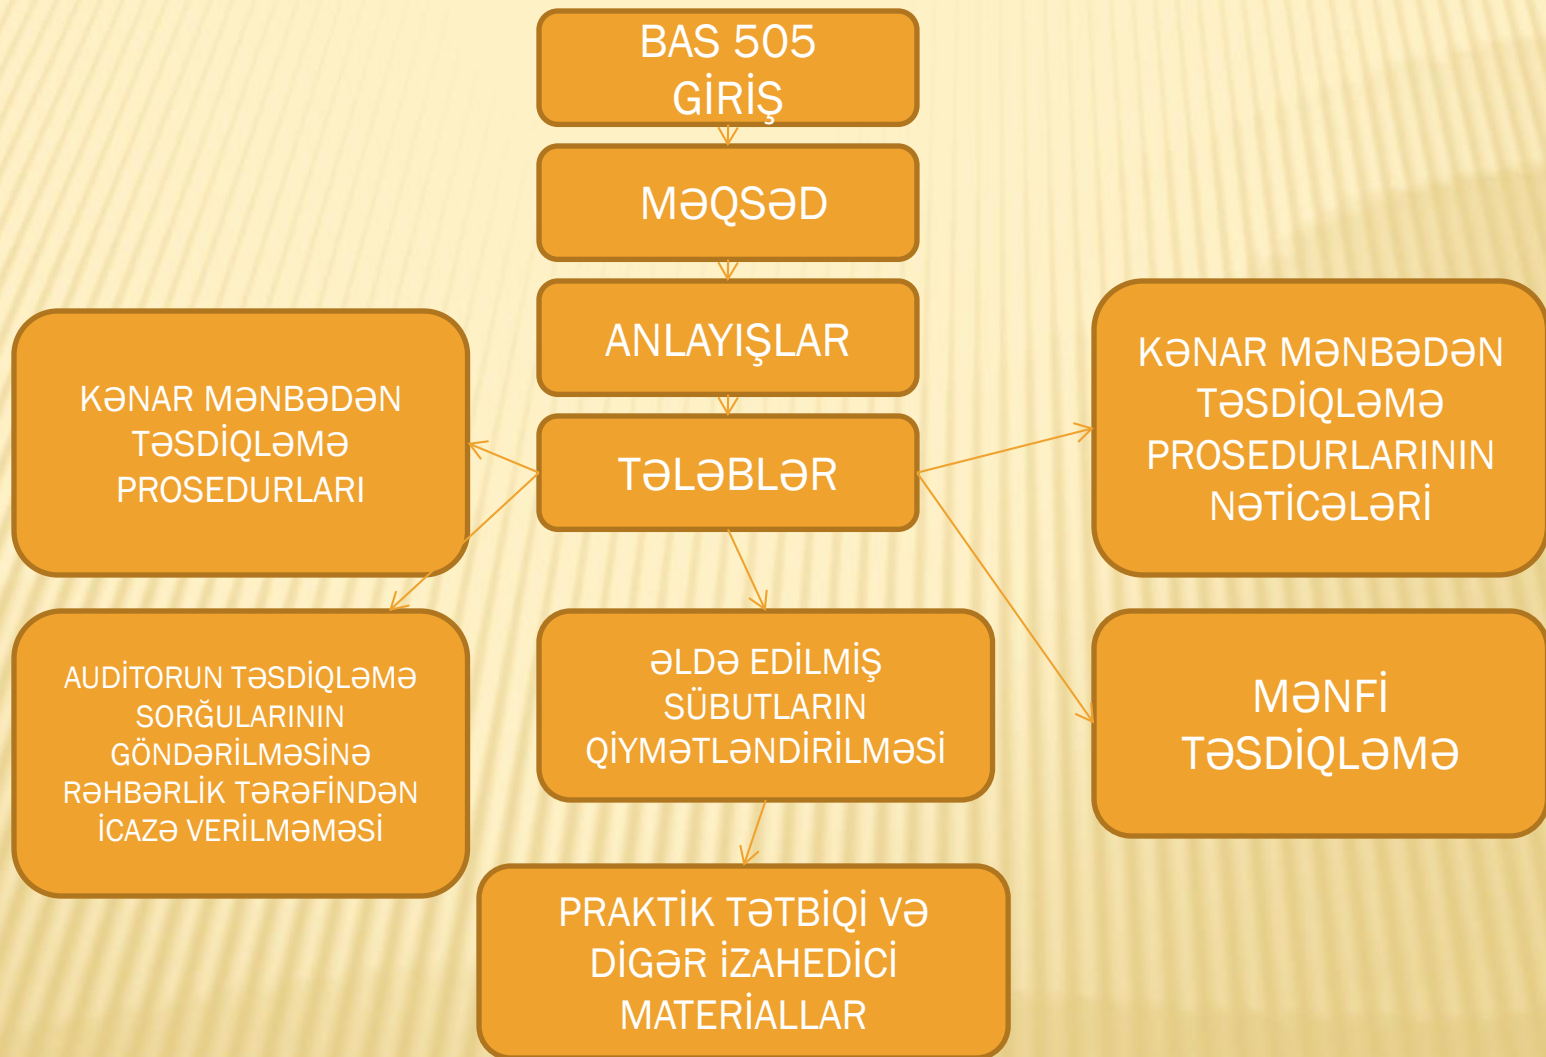 BAS 505
GİRİŞ
MƏQSƏD
ANLAYIŞLAR
TƏLƏBLƏR
KƏNAR MƏNBƏDƏN
TƏSDİQLƏMƏ
PROSEDURLARI
KƏNAR MƏNBƏDƏN
TƏSDİQLƏMƏ
PROSEDURLARININ
NƏTİCƏLƏRİ
AUDİTORUN TƏSDİQLƏMƏ
SORĞULARININ
GÖNDƏRİLMƏSİNƏ
RƏHBƏRLİK TƏRƏFİNDƏN
İCAZƏ VERİLMƏMƏSİ
ƏLDƏ EDİLMİŞ
SÜBUTLARIN
QİYMƏTLƏNDİRİLMƏSİ
MƏNFİ
TƏSDİQLƏMƏ
PRAKTİK TƏTBİQİ VƏ
DİGƏR İZAHEDİCİ
MATERİALLAR